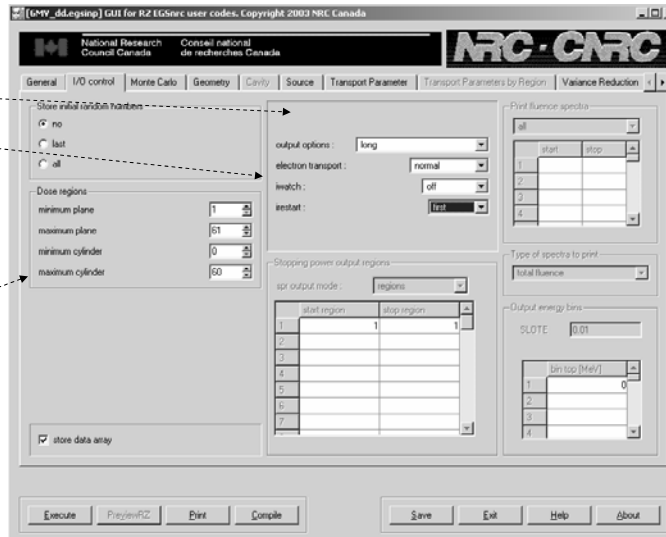 [6MV_dd.egsinp] GUI for RZ EGSnrc user codes. Copyright 2003 NRC Canada
National Research Council Canada
Conseil national de recherches Canada
NRC·CNRC
General I/O control Monte Carlo Geometry Cavity Source Transport Parameter Transport Parameters by Region Variance Reduction
Store initial random numbers
no
last
all
Dose regions
minimum plane 1
maximum plane 61
minimum cylinder 0
maximum cylinder 60
store data array
output options : long
electron transport : normal
iwatch : off
irestart : first
Stopping power output regions
spr output mode : regions
start region stop region
1 1 1
2
3
4
5
6
7
Print fluence spectra
all
start stop
1
2
3
4
Type of spectra to print
total fluence
Output energy bins
SLOTE 0.01
bin top [MeV]
1 0
2
3
4
Execute PreviewRZ Print Compile Save Exit Help About